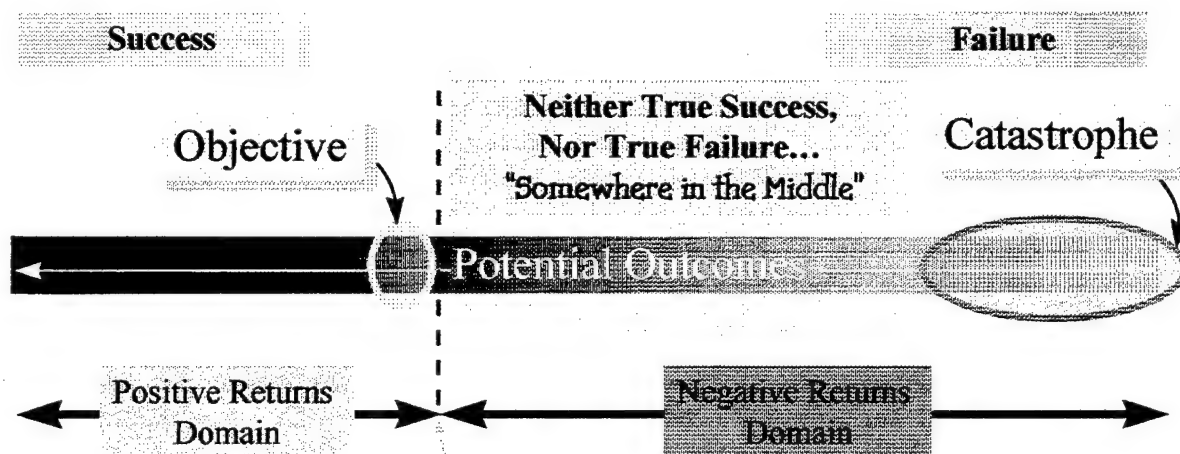 Success
Failure
Neither True Success,
Nor True Failure...
"Somewhere in the Middle"
Objective
Catastrophe
Potential Outcomes
Positive Returns
Domain
Negative Returns
Domain